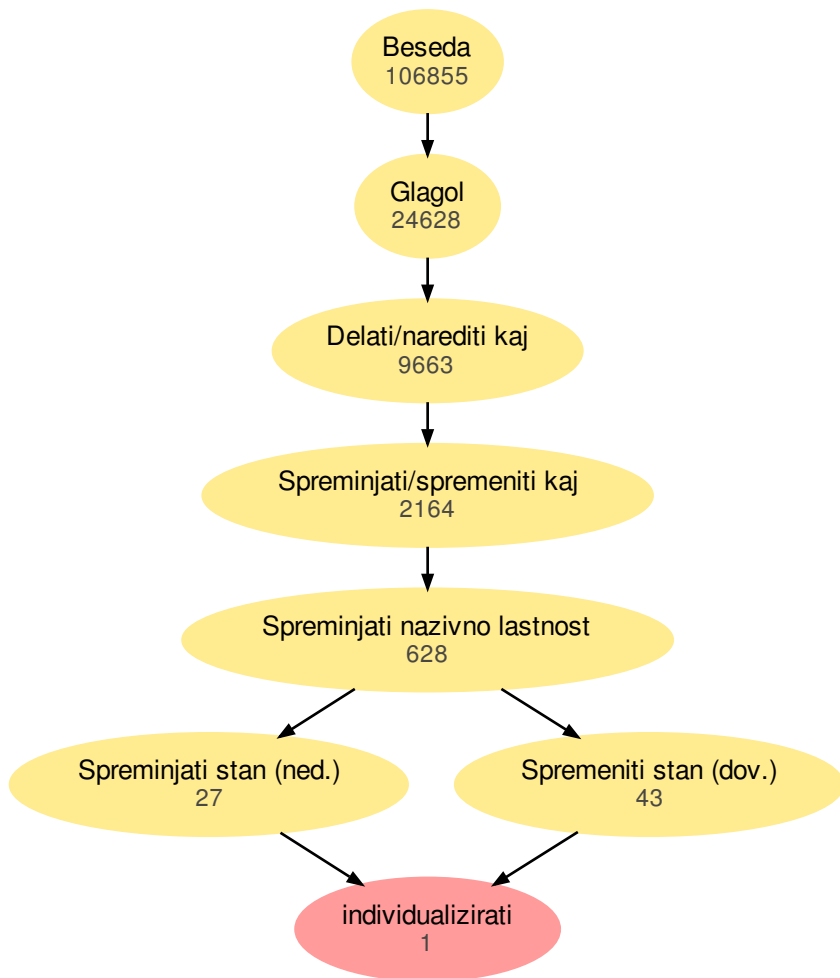 Beseda
106855
Glagol
24628
Delati/narediti kaj
9663
Spreminjati/spremeniti kaj
2164
Spreminjati nazivno lastnost
628
Spreminjati stan (ned.)
27
Spremeniti stan (dov.)
43
individualizirati
1